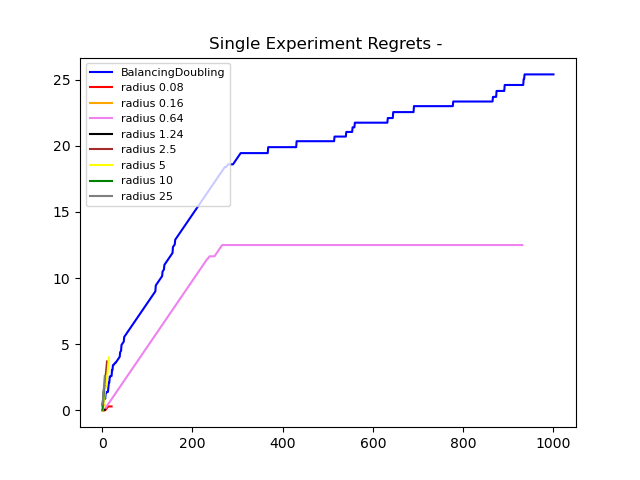 Single Experiment Regrets -
BalancingDoubling
radius 0.08
radius 0.16
radius 0.64
radius 1.24
radius 2.5
radius 5
radius 10
radius 25
25
20
15
10
5
0
0 200 400 600 800 1000